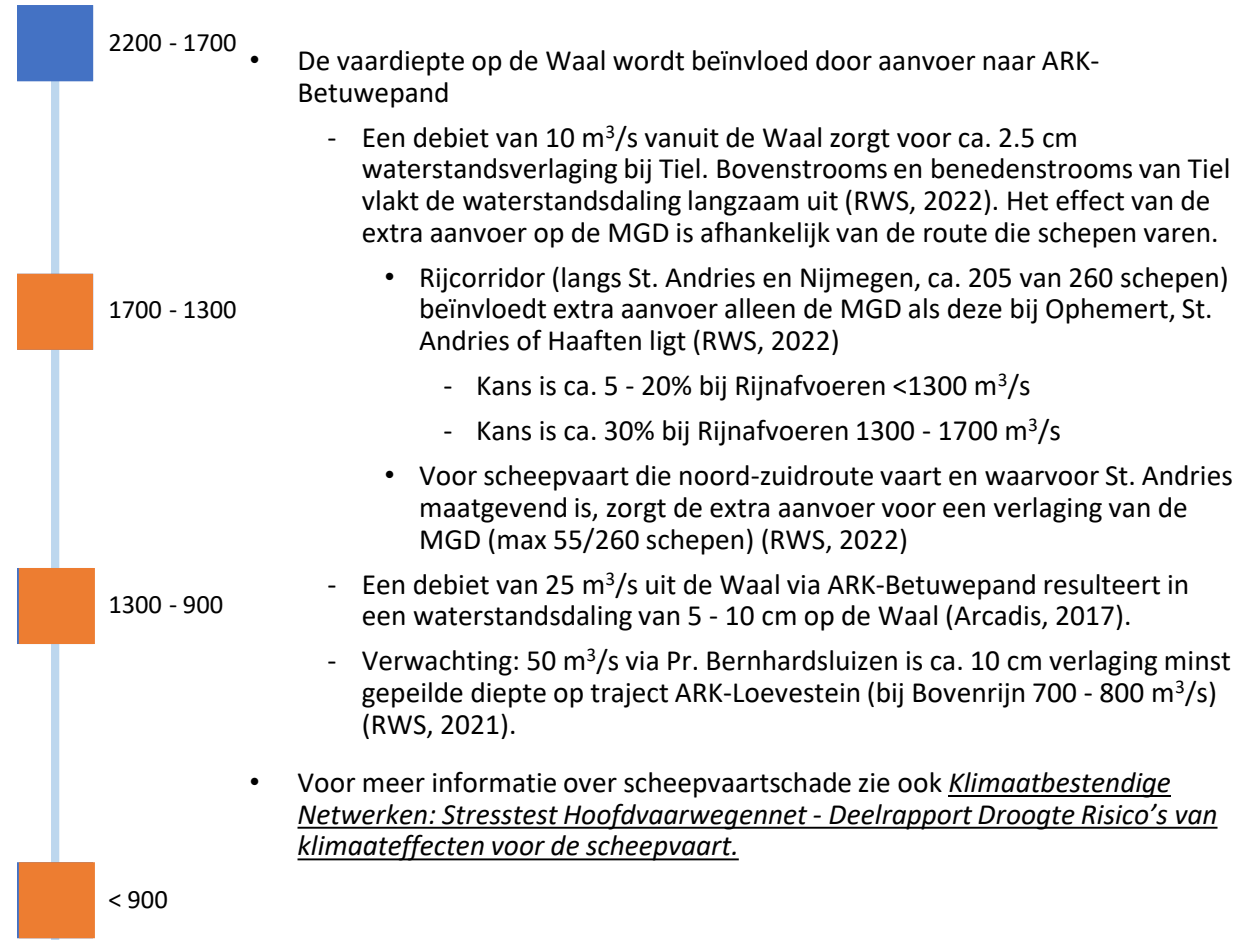 2200 - 1700
• De vaardiepte op de Waal wordt beïnvloed door aanvoer naar ARK-
Betuwepand
- Een debiet van 10 m³/s vanuit de Waal zorgt voor ca. 2.5 cm
waterstandsverlaging bij Tiel. Bovenstrooms en benedenstrooms van Tiel
vlakt de waterstandsdaling langzaam uit (RWS, 2022). Het effect van de
extra aanvoer op de MGD is afhankelijk van de route die schepen varen.
• Rijcorridor (langs St. Andries en Nijmegen, ca. 205 van 260 schepen)
1700 - 1300
beïnvloedt extra aanvoer alleen de MGD als deze bij Ophemert, St.
Andries of Haaften ligt (RWS, 2022)
- Kans is ca. 5 - 20% bij Rijnafvoeren <1300 m³/s
- Kans is ca. 30% bij Rijnafvoeren 1300 - 1700 m³/s
• Voor scheepvaart die noord-zuidroute vaart en waarvoor St. Andries
maatgevend is, zorgt de extra aanvoer voor een verlaging van de
MGD (max 55/260 schepen) (RWS, 2022)
- Een debiet van 25 m³/s uit de Waal via ARK-Betuwepand resulteert in
1300 - 900
een waterstandsdaling van 5 - 10 cm op de Waal (Arcadis, 2017).
- Verwachting: 50 m³/s via Pr. Bernhardsluizen is ca. 10 cm verlaging minst
gepeilde diepte op traject ARK-Loevestein (bij Bovenrijn 700 - 800 m³/s)
(RWS, 2021).
• Voor meer informatie over scheepvaartschade zie ook Klimaatbestendige
Netwerken: Stresstest Hoofdvaarwegennet - Deelrapport Droogte Risico's van
klimaateffecten voor de scheepvaart.
< 900